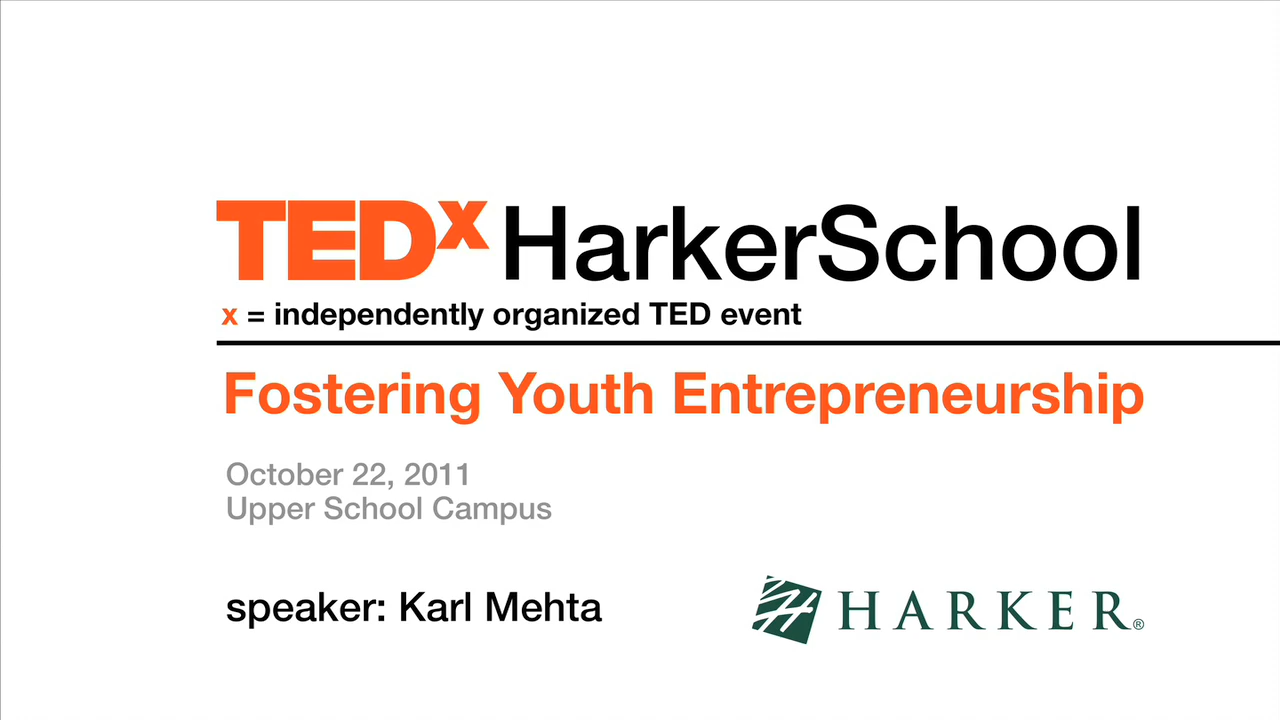 TEDx HarkerSchool
x = independently organized TED event
Fostering Youth Entrepreneurship
October 22, 2011
Upper School Campus
speaker: Karl Mehta
HARKER®